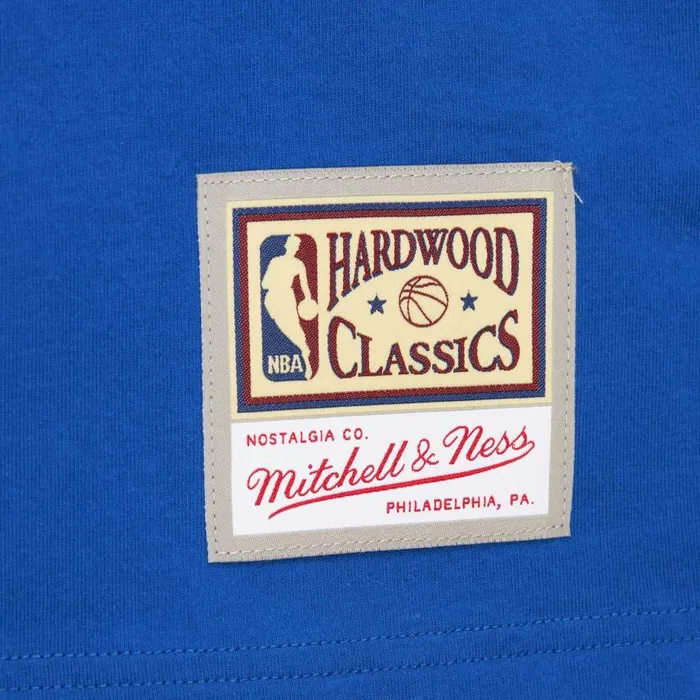 HARDWOOD
CLASSICS
NBA
NOSTALGIA CO.
Mitchell & Ness
PHILADELPHIA, PA.